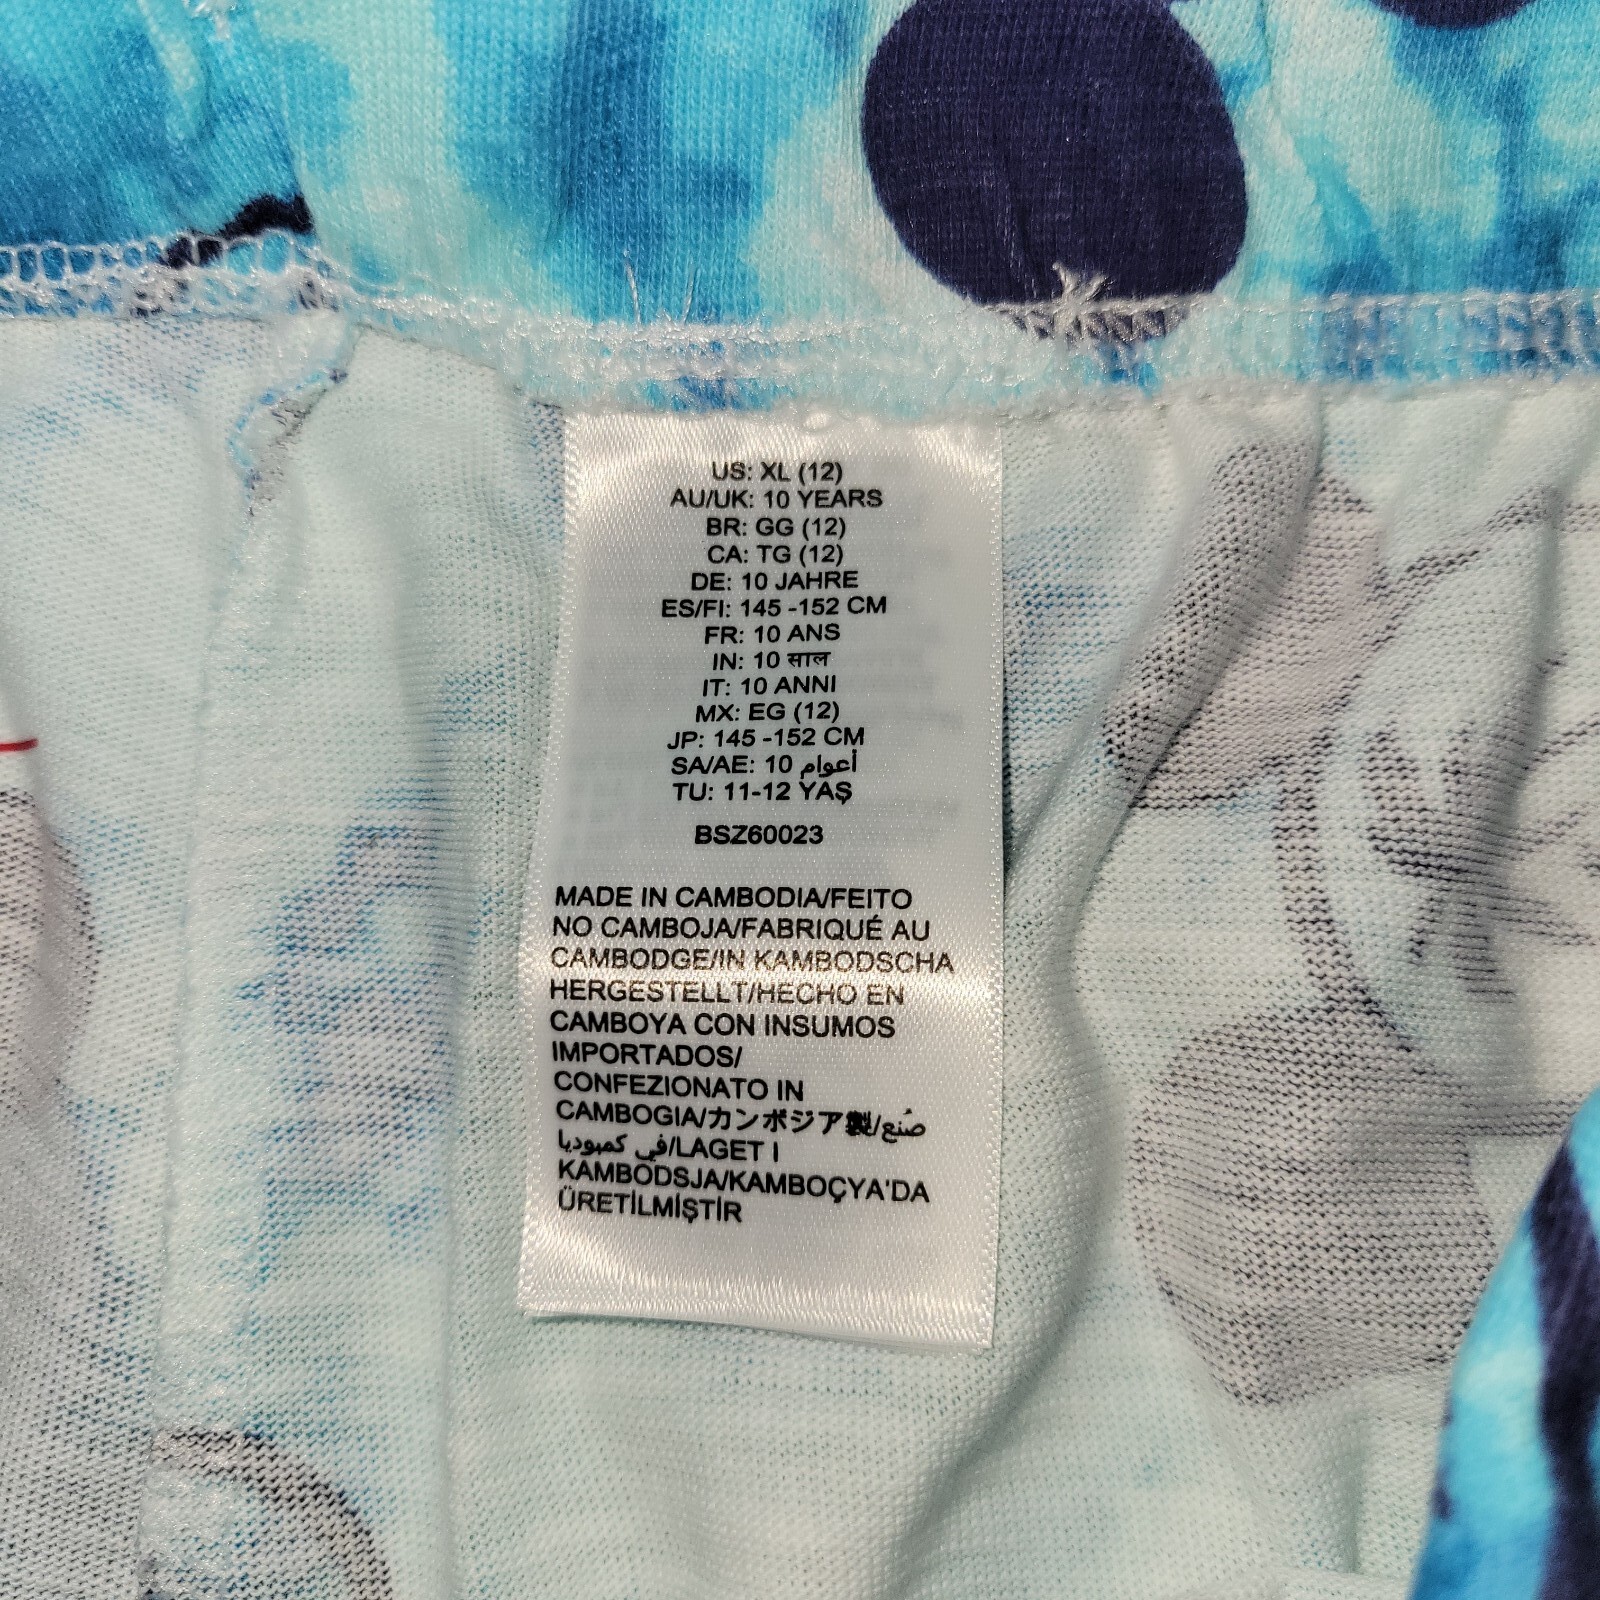 US: XL (12)
AU/UK: 10 YEARS
BR: GG (12)
CA: TG (12)
DE: 10 JAHRE
ES/FI: 145 -152 CM
FR: 10 ANS
IN: 10 साल
IT: 10 ANNI
MX: EG (12)
JP: 145 -152 CM
SA/AE: 10 أعوام
TU: 11-12 YAŞ
BSZ60023
MADE IN CAMBODIA/FEITO
NO CAMBOJA/FABRIQUÉ AU
CAMBODGE/IN KAMBODSCHA
HERGESTELLT/HECHO EN
CAMBOYA CON INSUMOS
IMPORTADOS/
CONFEZIONATO IN
CAMBOGIA/カンボジア製/صُنع
في كمبوديا/LAGET I
KAMBODSJA/KAMBOÇYA'DA
ÜRETİLMİŞTİR